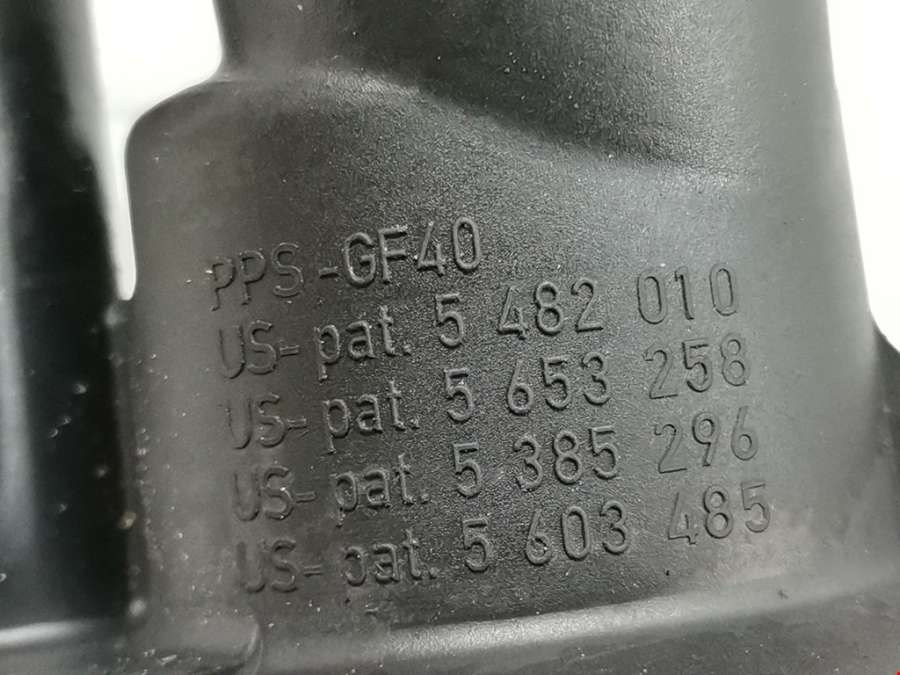 PPS-GF40
US-pat. 5 482 010
US-pat. 5 653 258
US-pat. 5 385 296
US-pat. 5 603 485